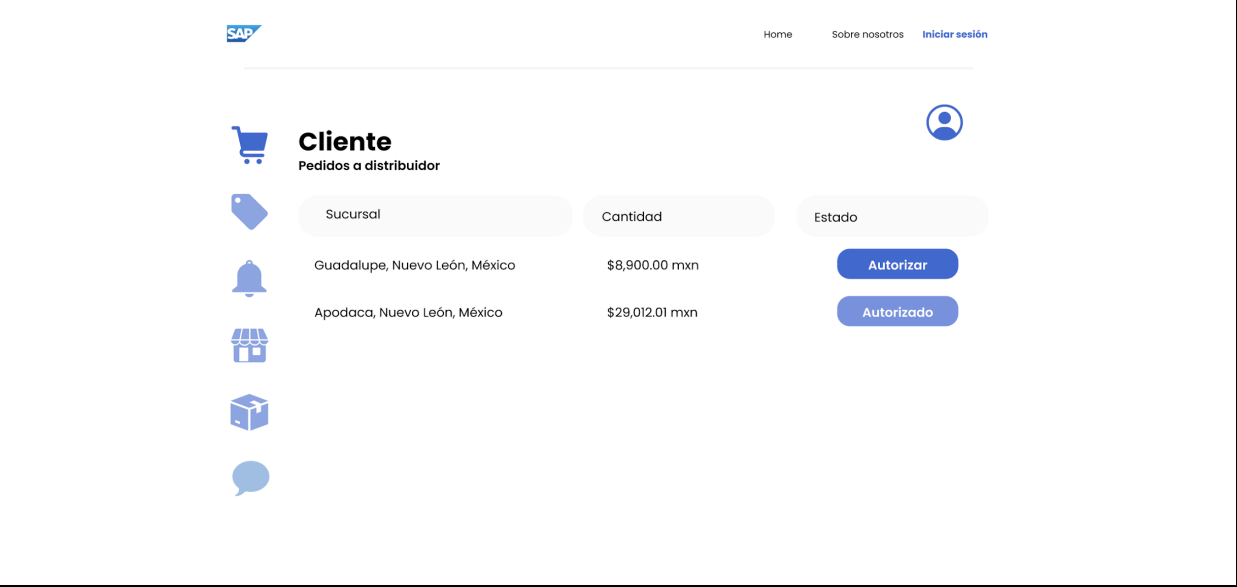 SAP
Home Sobre nosotros Iniciar sesión
Cliente
Pedidos a distribuidor
Sucursal Cantidad Estado
Guadalupe, Nuevo León, México $8,900.00 mxn Autorizar
Apodaca, Nuevo León, México $29,012.01 mxn Autorizado